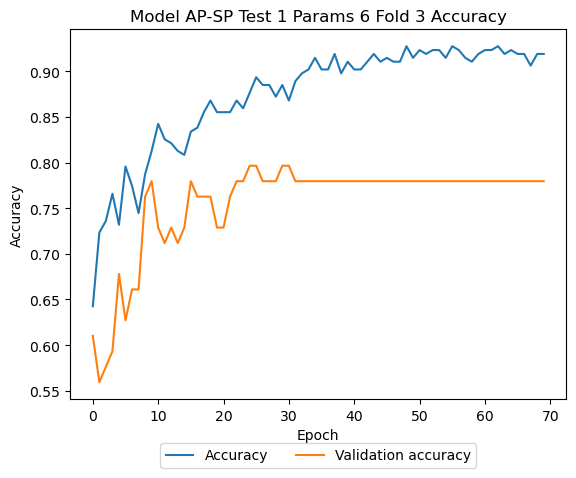 Model AP-SP Test 1 Params 6 Fold 3 Accuracy
Accuracy
0.90
0.85
0.80
0.75
0.70
0.65
0.60
0.55
0 10 20 30 40 50 60 70
Epoch
Accuracy Validation accuracy